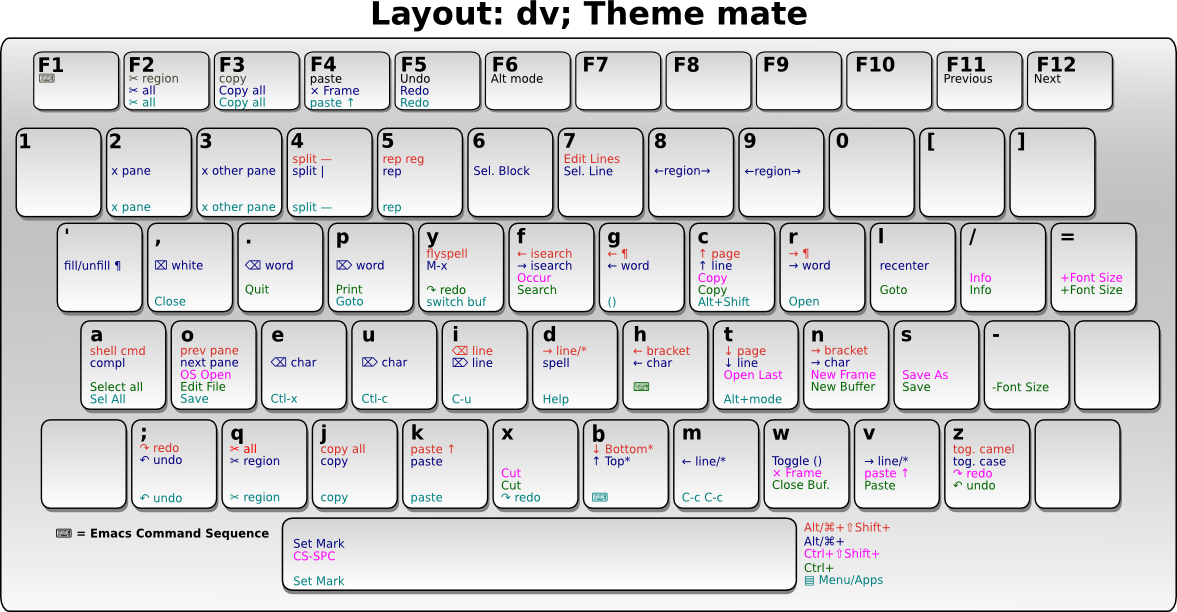 Layout: dv; Theme mate
F1
⌨
F2
✂ region
✂ all
✂ all
F3
copy
Copy all
Copy all
F4
paste
× Frame
paste ↑
F5
Undo
Redo
Redo
F6
Alt mode
F7
F8
F9
F10
F11
Previous
F12
Next
1
2
x pane
x pane
3
x other pane
x other pane
4
split —
split |
split —
5
rep reg
rep
rep
6
Sel. Block
7
Edit Lines
Sel. Line
8
←region→
9
←region→
0
[
]
'
fill/unfill ¶
,
⌧ white
Close
.
⌫ word
Quit
p
⌦ word
Print
Goto
y
flyspell
M-x
↷ redo
switch buf
f
← isearch
→ isearch
Occur
Search
g
← ¶
← word
()
c
↑ page
↑ line
Copy
Copy
Alt+Shift
r
→ ¶
→ word
Open
l
recenter
Goto
/
Info
Info
=
+Font Size
+Font Size
a
shell cmd
compl
Select all
Sel All
o
prev pane
next pane
OS Open
Edit File
Save
e
⌫ char
Ctl-x
u
⌦ char
Ctl-c
i
⌫ line
⌦ line
C-u
d
→ line/*
spell
Help
h
← bracket
← char
⌨
t
↓ page
↓ line
Open Last
Alt+mode
n
→ bracket
→ char
New Frame
New Buffer
s
Save As
Save
-
-Font Size
;
↷ redo
↶ undo
↶ undo
q
✂ all
✂ region
✂ region
j
copy all
copy
copy
k
paste ↑
paste
paste
x
Cut
Cut
↷ redo
b
↓ Bottom*
↑ Top*
⌨
m
← line/*
C-c C-c
w
Toggle ()
× Frame
Close Buf.
v
→ line/*
paste ↑
Paste
z
tog. camel
tog. case
↷ redo
↶ undo
⌨ = Emacs Command Sequence
Set Mark
CS-SPC
Set Mark
Alt/⌘+⇧Shift+
Alt/⌘+
Ctrl+⇧Shift+
Ctrl+
▤ Menu/Apps